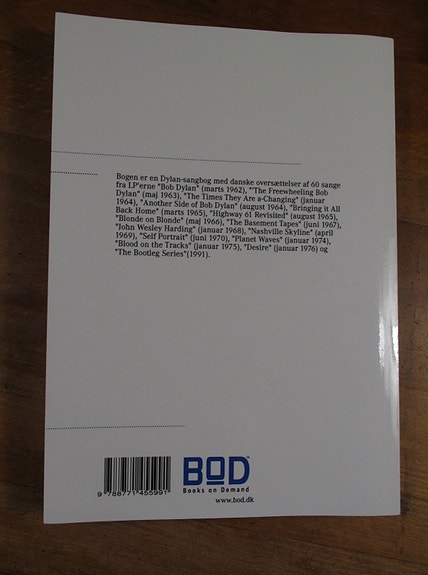 Bogen er en Dylan-sangbog med danske oversættelser af 60 sange
fra LP'erne "Bob Dylan" (marts 1962), "'The Freewheeling Bob
Dylan" (maj 1963), "The Times They Are a-Changing" (januar
1964), "Another Side of Bob Dylan" (august 1964), "Bringing it All
Back Home" (marts 1965), "Highway 61 Revisited" (august 1965),
"Blonde on Blonde" (maj 1966), "The Basement Tapes" (juni 1967),
"John Wesley Harding" (januar 1968), "Nashville Skyline" (april
1969), "Self Portrait" (juni 1970), "Planet Waves" (januar 1974),
"Blood on the Tracks" (januar 1975), "Desire" (januar 1976) og
"The Bootleg Series"(1991).
9 788771 455991
BOD™
Books on Demand
www.bod.dk